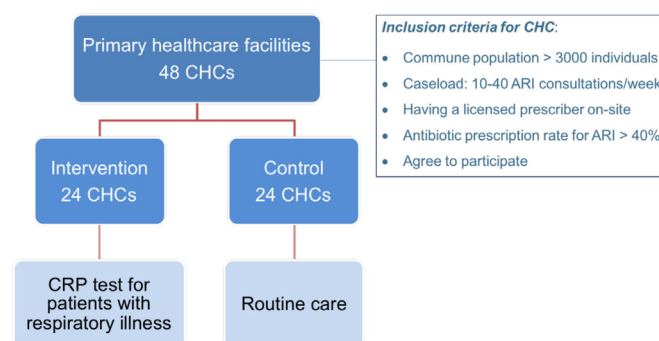 Primary healthcare facilities
48 CHCs
Inclusion criteria for CHC:
• Commune population > 3000 individuals
• Caseload: 10-40 ARI consultations/week
• Having a licensed prescriber on-site
• Antibiotic prescription rate for ARI > 40%
• Agree to participate
Intervention
24 CHCs
Control
24 CHCs
CRP test for
patients with
respiratory illness
Routine care